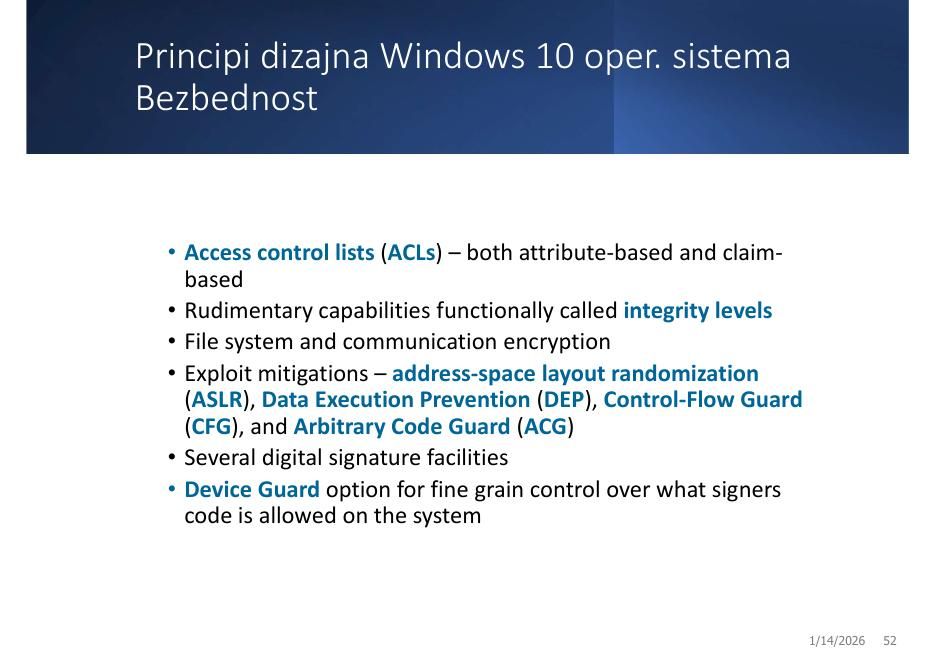 Principi dizajna Windows 10 oper. sistema
Bezbednost
• Access control lists (ACLs) – both attribute-based and claim-
based
• Rudimentary capabilities functionally called integrity levels
• File system and communication encryption
• Exploit mitigations – address-space layout randomization
(ASLR), Data Execution Prevention (DEP), Control-Flow Guard
(CFG), and Arbitrary Code Guard (ACG)
• Several digital signature facilities
• Device Guard option for fine grain control over what signers
code is allowed on the system
1/14/2026 52